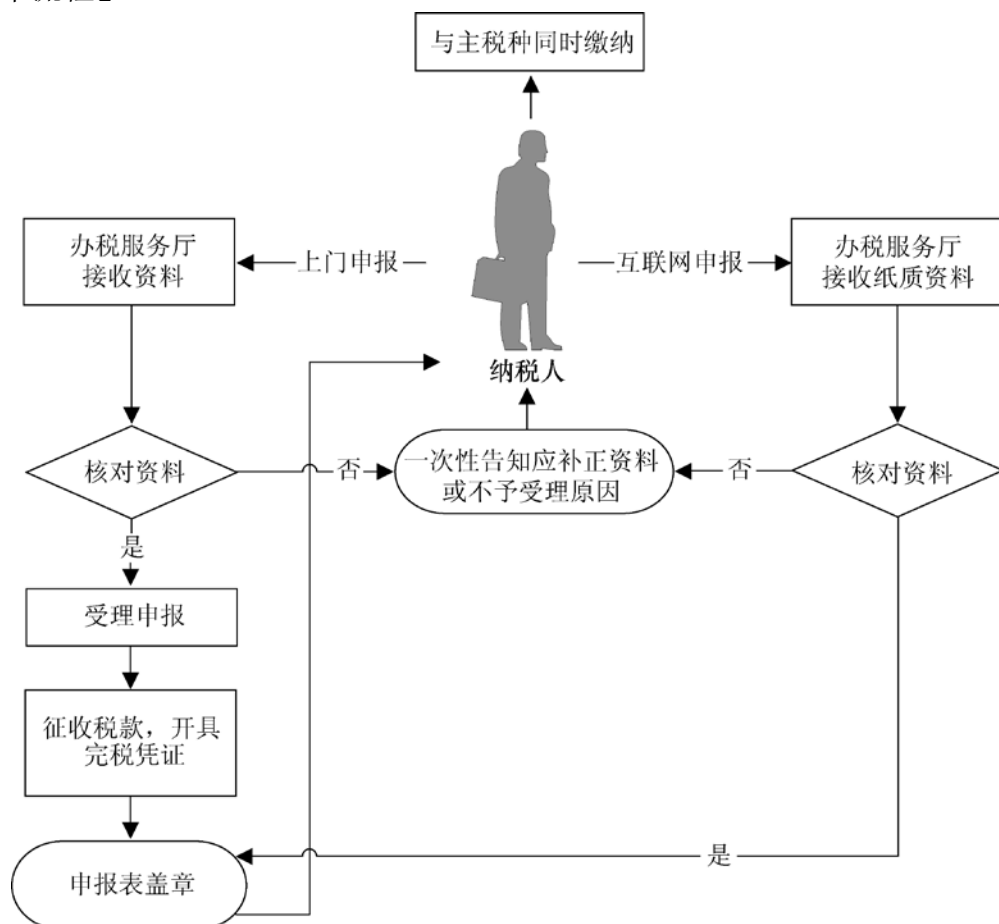 与主税种同时缴纳
办税服务厅
接收资料
上门申报
互联网申报
办税服务厅
接收纸质资料
纳税人
核对资料
否
一次性告知应补正资料
或不予受理原因
否
核对资料
是
受理申报
征收税款，开具
完税凭证
是
申报表盖章